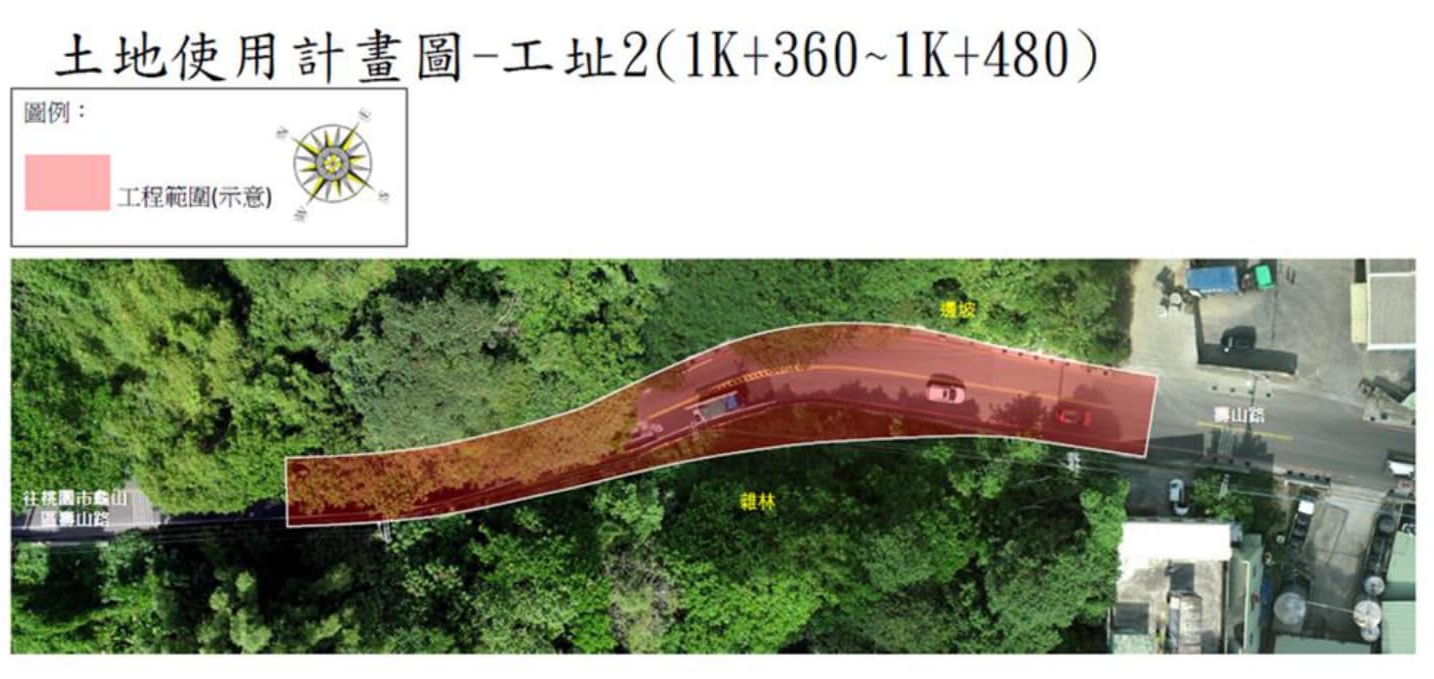 土地使用計畫圖-工址2(1K+360~1K+480)
圖例：
工程範圍(示意)
邊坡
壽山路
雜林
往桃園市龜山
區壽山路